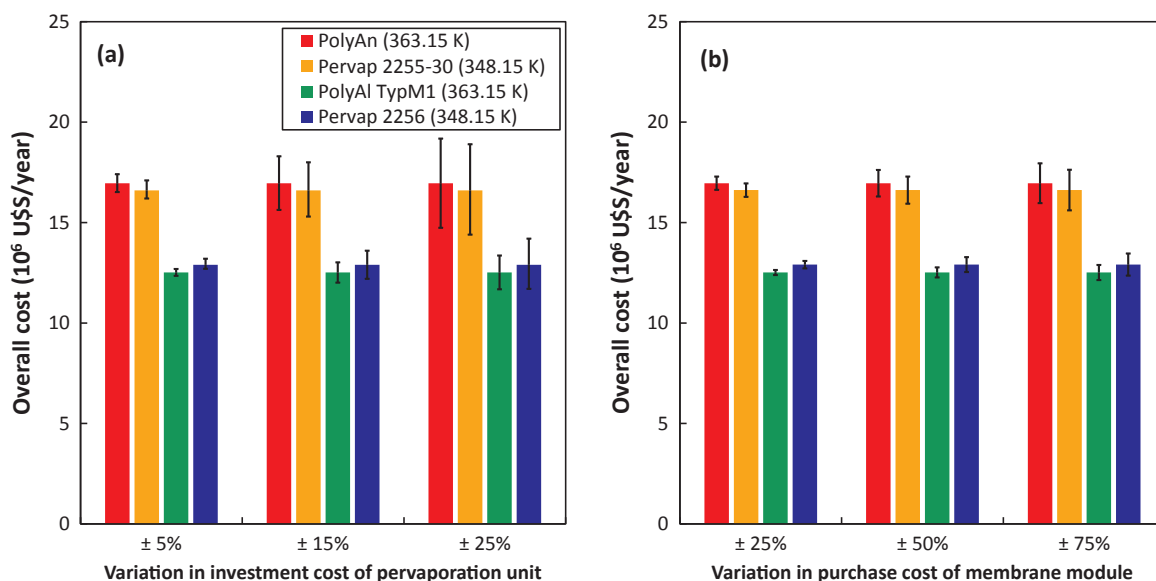 (a)
PolyAn (363.15 K)
Pervap 2255-30 (348.15 K)
PolyAl TypM1 (363.15 K)
Pervap 2256 (348.15 K)
Overall cost (10⁶ U$S/year)
25
20
15
10
5
0
± 5%
± 15%
± 25%
Variation in investment cost of pervaporation unit
(b)
Overall cost (10⁶ U$S/year)
25
20
15
10
5
0
± 25%
± 50%
± 75%
Variation in purchase cost of membrane module